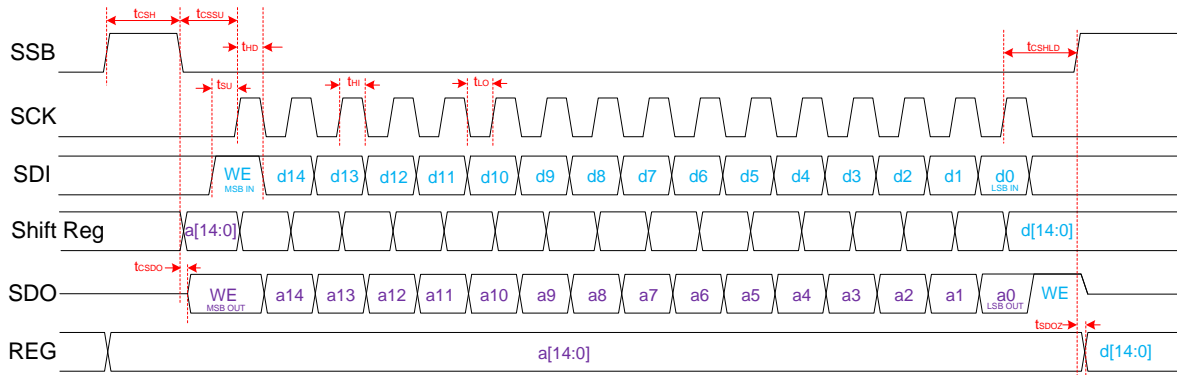 tCSH tCSSU
SSB tHD tCSHLD
tSU tHI tLO
SCK
SDI WE d14 d13 d12 d11 d10 d9 d8 d7 d6 d5 d4 d3 d2 d1 d0
MSB IN LSB IN
Shift Reg a[14:0] d[14:0]
tCSDO
SDO WE a14 a13 a12 a11 a10 a9 a8 a7 a6 a5 a4 a3 a2 a1 a0 WE
MSB OUT LSB OUT
tSDOZ
REG a[14:0] d[14:0]